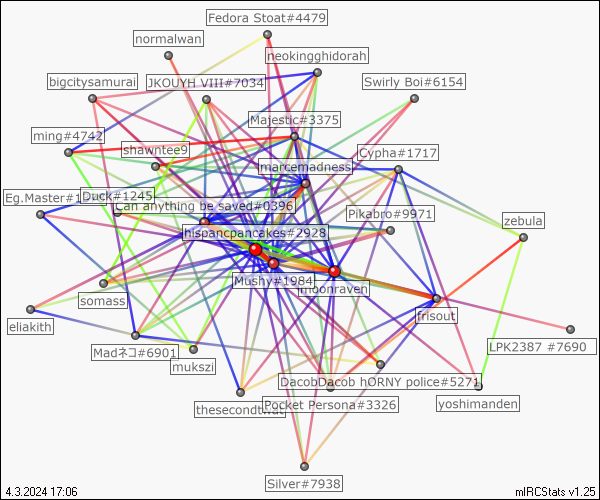 Fedora Stoat#4479
normalwan
neokingghidorah
bigcitysamurai
JKOUYH VIII#7034
Swirly Boi#6154
Majestic#3375
ming#4742
shawntee9
marcemadness
Cypha#1717
Eg.Master#1
Duck#1245
Can anything be saved#0396
Pikabro#9971
zebula
hispancpancakes#2928
Mushy#1984
moonraven
somass
frisout
eliakith
Madネコ#6901
LPK2387 #7690
mukszi
DacobDacob hORNY police#5271
thesecondtwat
Pocket Persona#3326
yoshimanden
Silver#7938
4.3.2024 17:06
mIRCStats v1.25